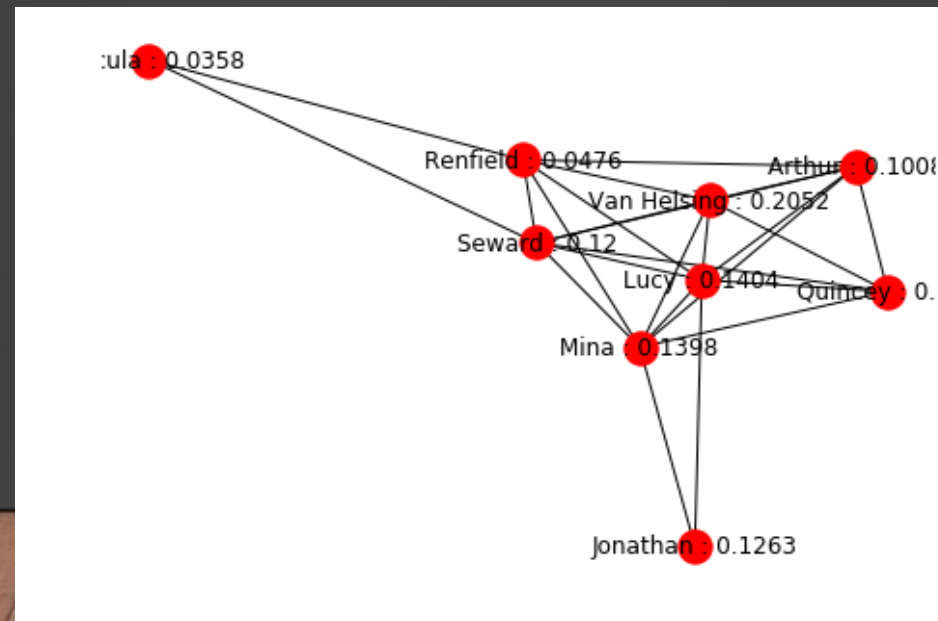 cula : 0.0358
Renfield : 0.0476
Arthur : 0.1008
Van Helsing : 0.2052
Seward : 0.12
Lucy : 0.1404
Quincey : 0.
Mina : 0.1398
Jonathan : 0.1263